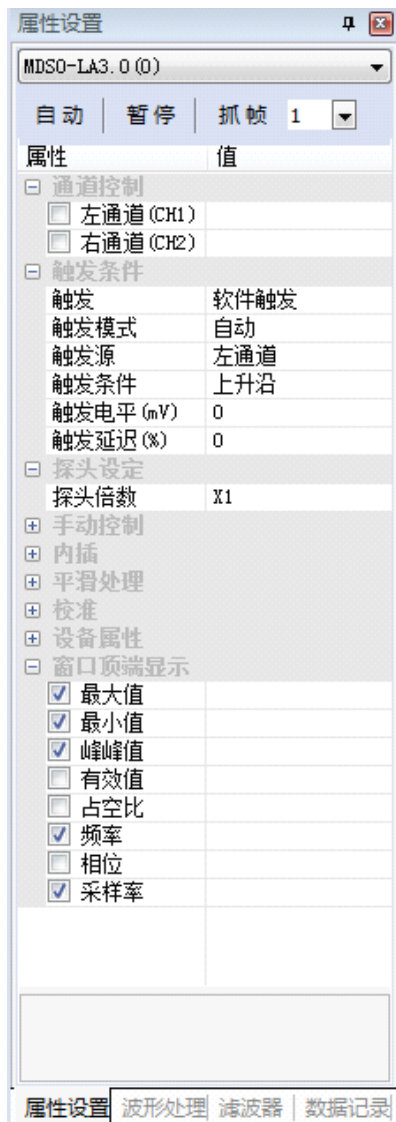 属性设置
MDSO-LA3.0(0)
自动 暂停 抓帧 1
属性 值
通道控制
左通道(CH1)
右通道(CH2)
触发条件
触发 软件触发
触发模式 自动
触发源 左通道
触发条件 上升沿
触发电平(mV) 0
触发延迟(%) 0
探头设定
探头倍数 X1
手动控制
内插
平滑处理
校准
设备属性
窗口顶端显示
最大值
最小值
峰峰值
有效值
占空比
频率
相位
采样率
属性设置 波形处理 滤波器 数据记录